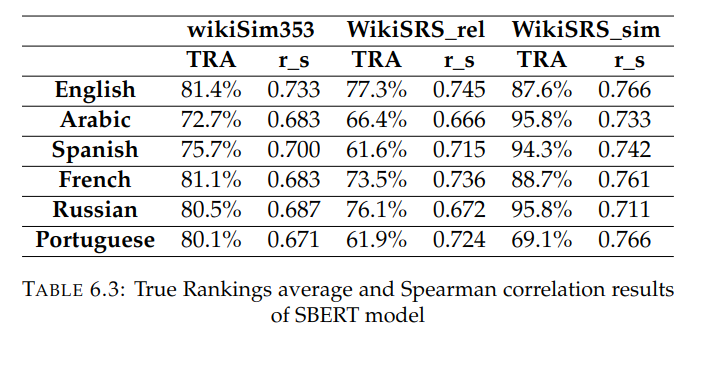 wikiSim353 WikiSRS_rel WikiSRS_sim
TRA r_s TRA r_s TRA r_s
English 81.4% 0.733 77.3% 0.745 87.6% 0.766
Arabic 72.7% 0.683 66.4% 0.666 95.8% 0.733
Spanish 75.7% 0.700 61.6% 0.715 94.3% 0.742
French 81.1% 0.683 73.5% 0.736 88.7% 0.761
Russian 80.5% 0.687 76.1% 0.672 95.8% 0.711
Portuguese 80.1% 0.671 61.9% 0.724 69.1% 0.766
TABLE 6.3: True Rankings average and Spearman correlation results
of SBERT model